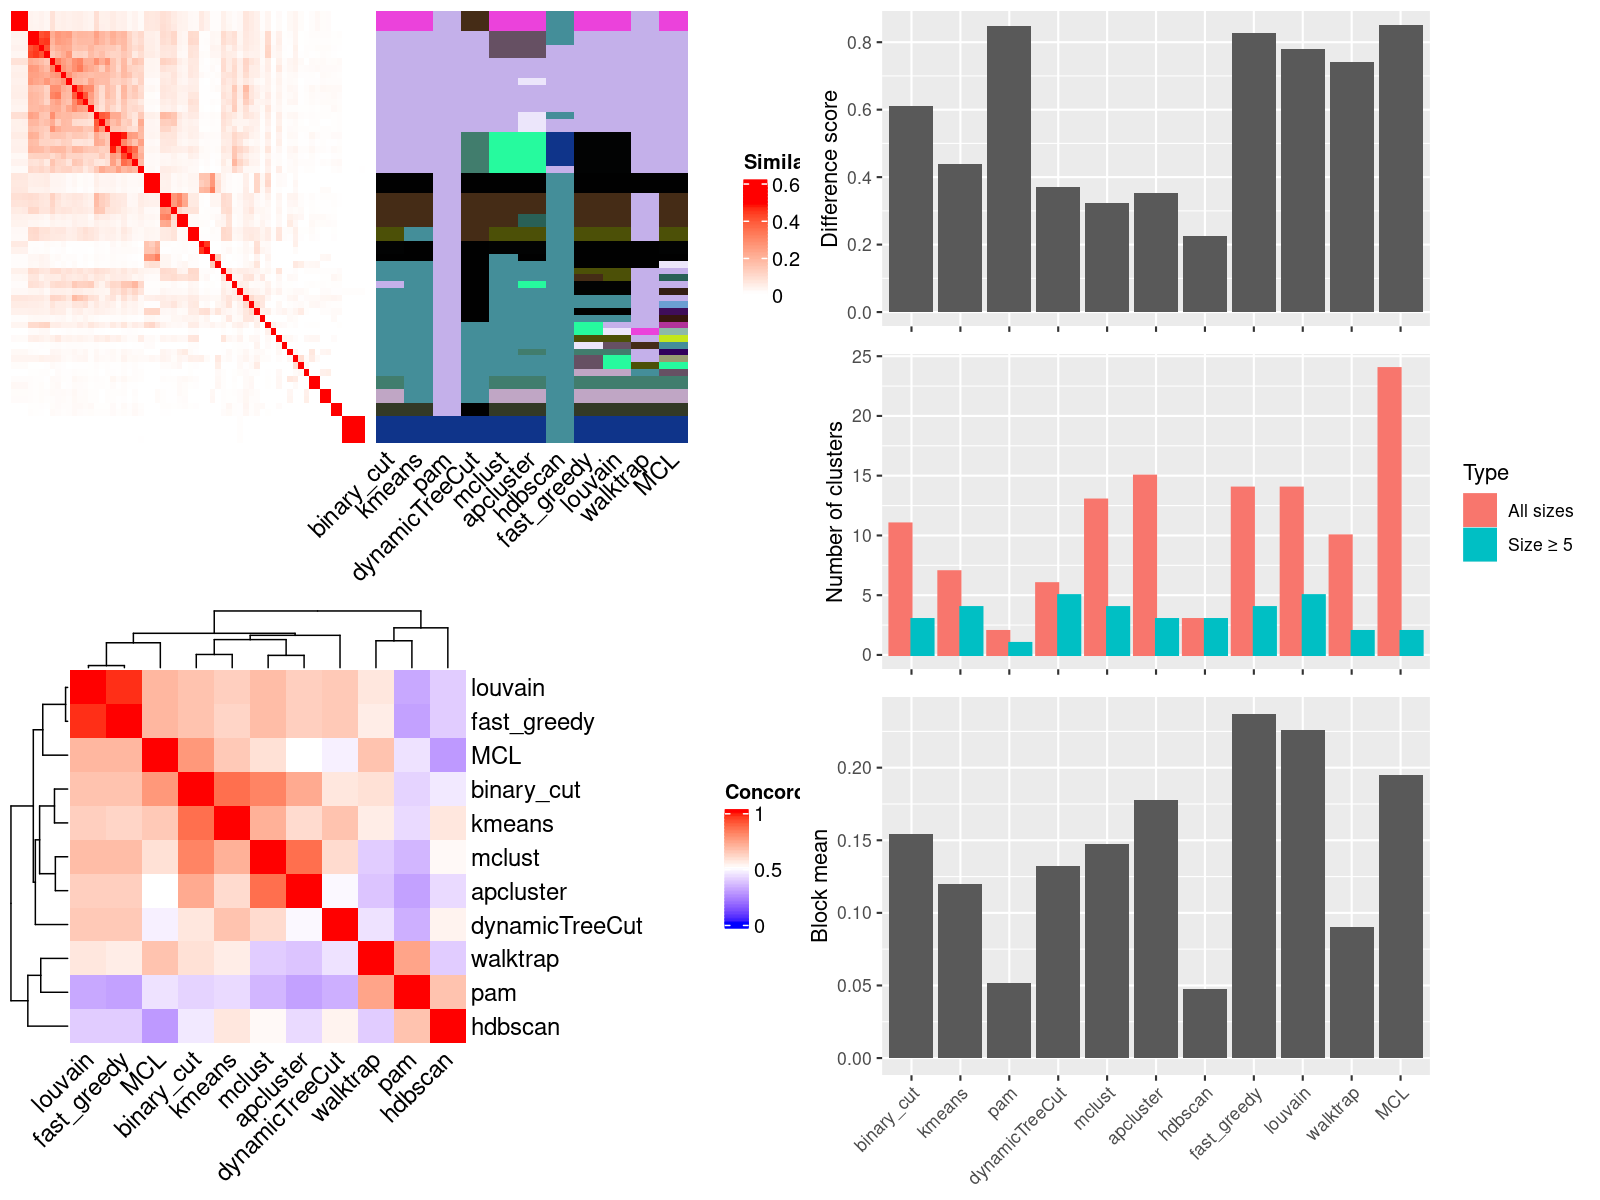 Simila
0.6
0.4
0.2
0
binary_cut
kmeans
pam
dynamicTreeCut
mclust
apcluster
hdbscan
fast_greedy
louvain
walktrap
MCL
louvain
fast_greedy
MCL
binary_cut
kmeans
mclust
apcluster
dynamicTreeCut
walktrap
pam
hdbscan
Concord
1
0.5
0
louvain
fast_greedy
MCL
binary_cut
kmeans
mclust
apcluster
dynamicTreeCut
walktrap
pam
hdbscan
Difference score
0.8
0.6
0.4
0.2
0.0
Number of clusters
25
20
15
10
5
0
Type
All sizes
Size ≥ 5
Block mean
0.20
0.15
0.10
0.05
0.00
binary_cut
kmeans
pam
dynamicTreeCut
mclust
apcluster
hdbscan
fast_greedy
louvain
walktrap
MCL